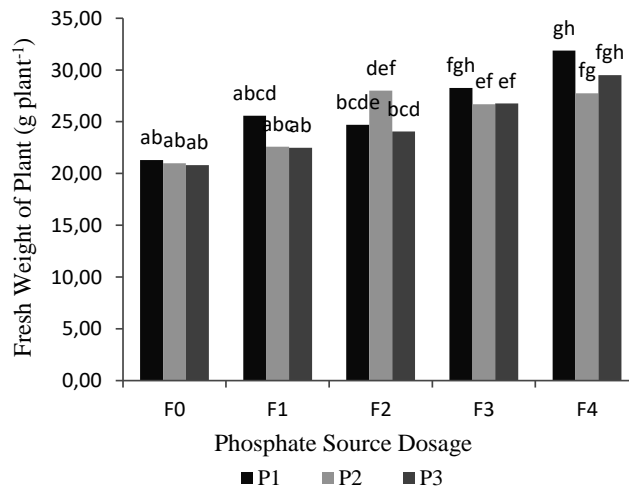 35,00
30,00
25,00
20,00
15,00
10,00
5,00
0,00
Fresh Weight of Plant (g plant-1)
ab ab ab
abcd abc ab
bcde def bcd
fgh ef ef
gh fg fgh
F0 F1 F2 F3 F4
Phosphate Source Dosage
P1 P2 P3